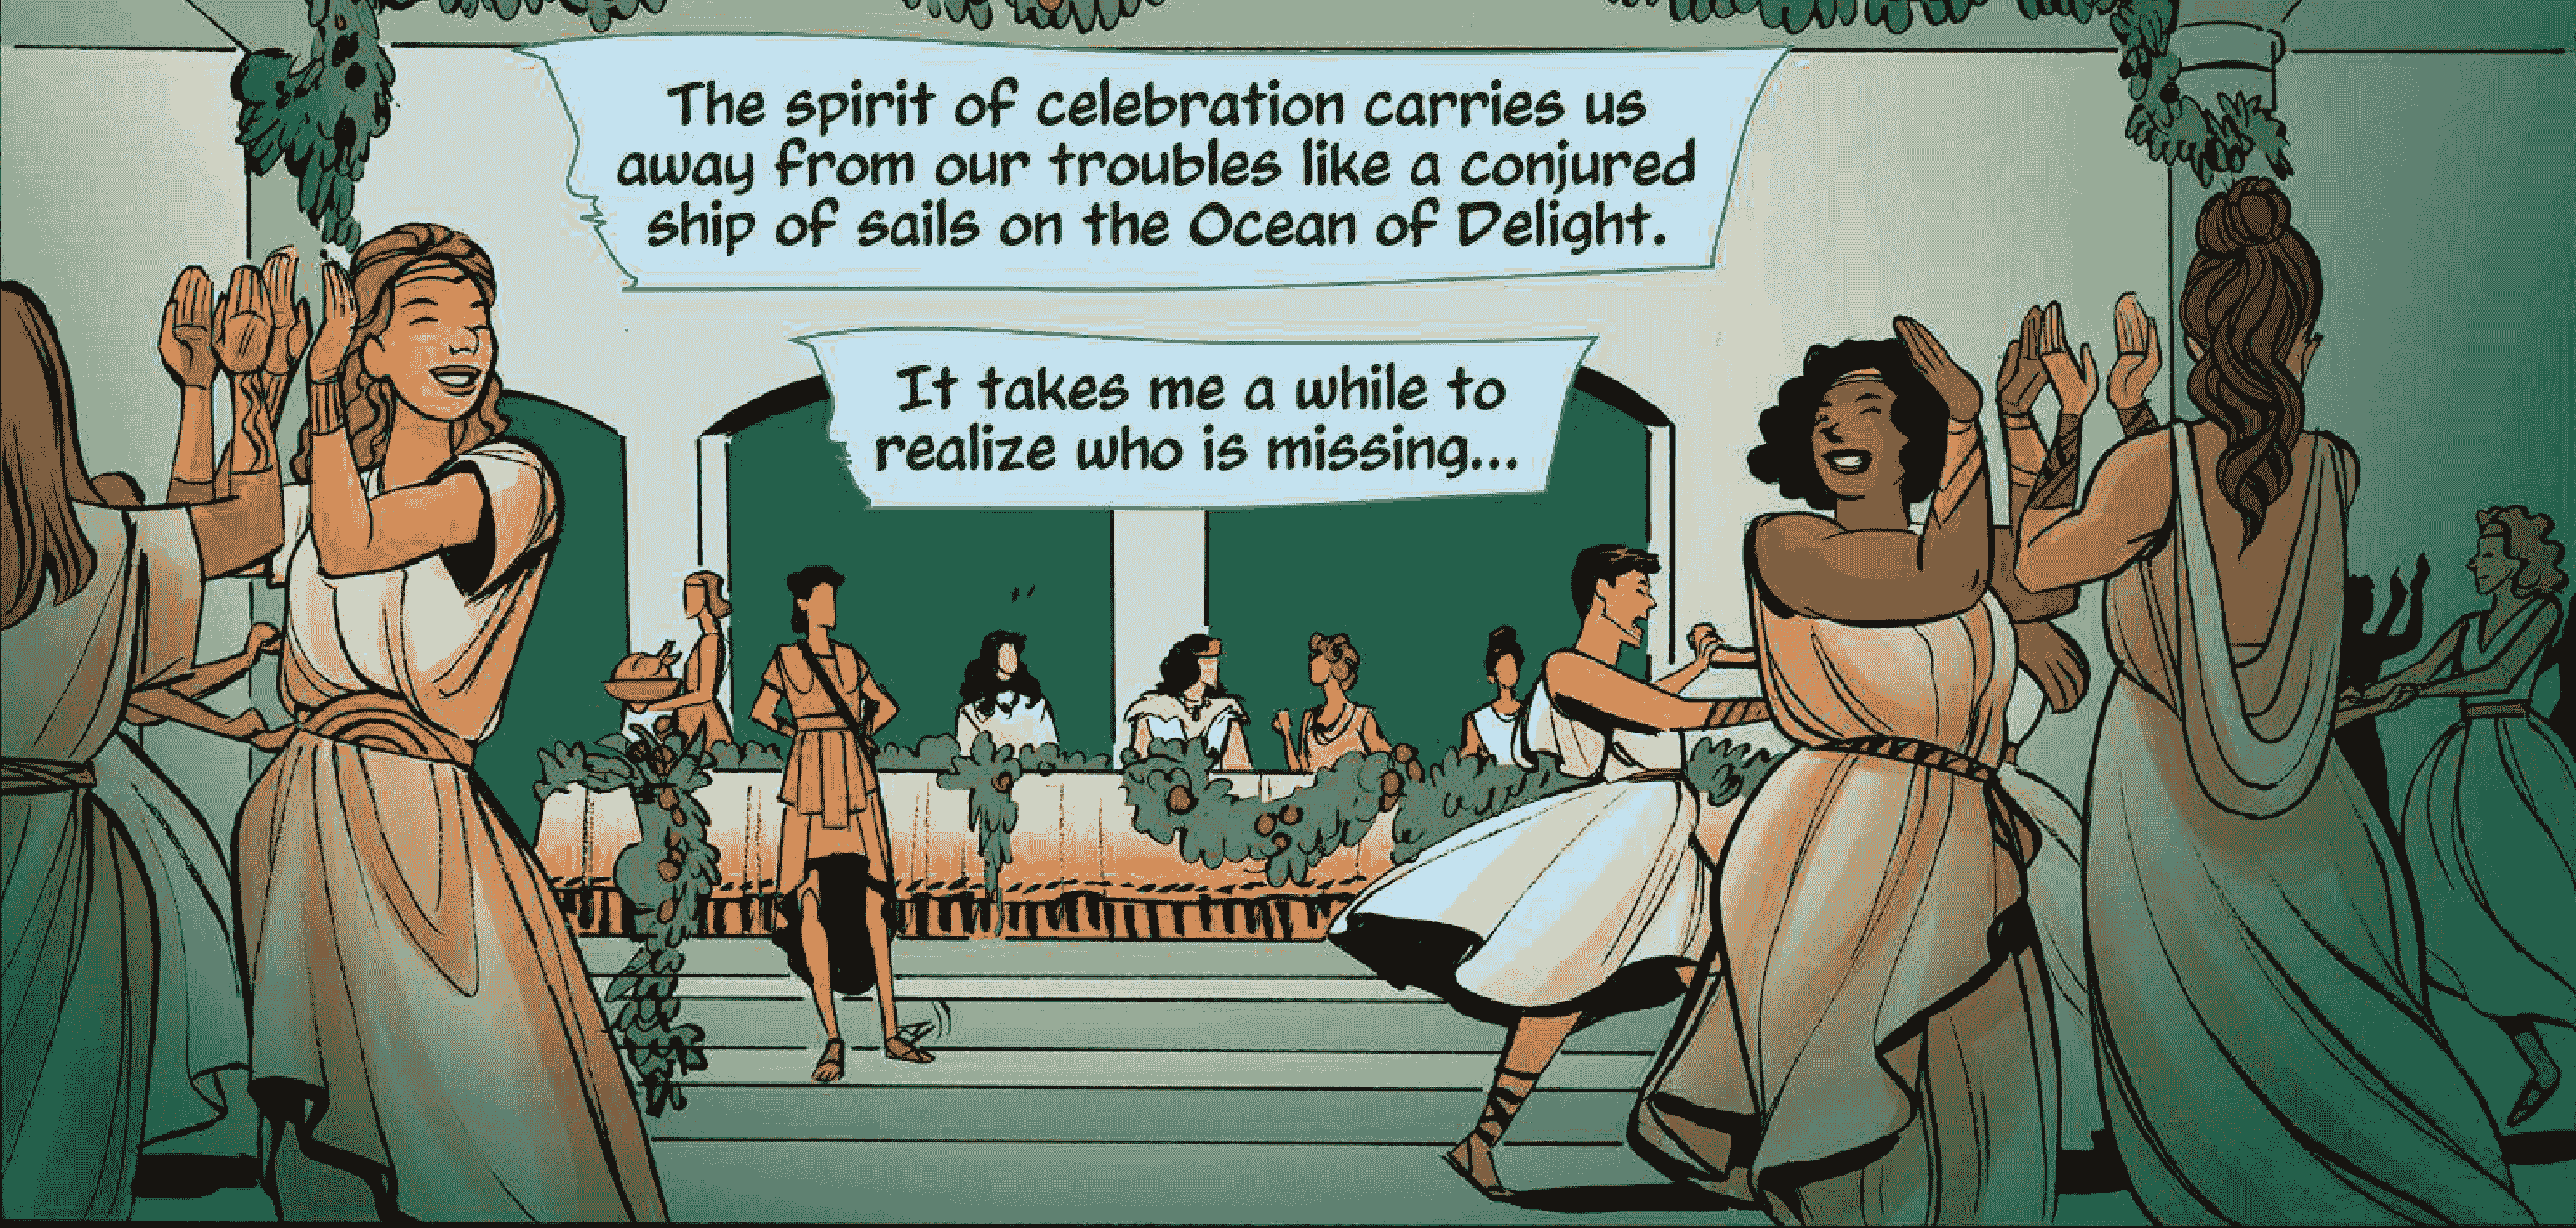 The spirit of celebration carries us
away from our troubles like a conjured
ship of sails on the Ocean of Delight.
It takes me a while to
realize who is missing...